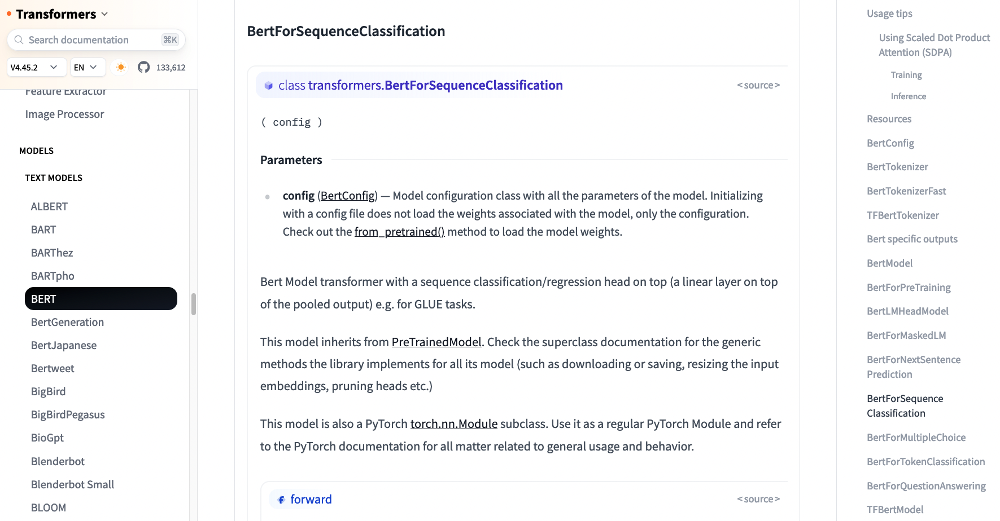 Transformers
Search documentation
⌘K
V4.45.2
EN
133,612
Feature Extractor
Image Processor
MODELS
TEXT MODELS
ALBERT
BART
BARThez
BARTpho
BERT
BertGeneration
BertJapanese
Bertweet
BigBird
BigBirdPegasus
BioGpt
Blenderbot
Blenderbot Small
BLOOM
BertForSequenceClassification
class transformers.BertForSequenceClassification
<source>
( config )
Parameters
config (BertConfig) — Model configuration class with all the parameters of the model. Initializing
with a config file does not load the weights associated with the model, only the configuration.
Check out the from_pretrained() method to load the model weights.
Bert Model transformer with a sequence classification/regression head on top (a linear layer on top
of the pooled output) e.g. for GLUE tasks.
This model inherits from PreTrainedModel. Check the superclass documentation for the generic
methods the library implements for all its model (such as downloading or saving, resizing the input
embeddings, pruning heads etc.)
This model is also a PyTorch torch.nn.Module subclass. Use it as a regular PyTorch Module and refer
to the PyTorch documentation for all matter related to general usage and behavior.
f forward
<source>
Usage tips
Using Scaled Dot Product
Attention (SDPA)
Training
Inference
Resources
BertConfig
BertTokenizer
BertTokenizerFast
TFBertTokenizer
Bert specific outputs
BertModel
BertForPreTraining
BertLMHeadModel
BertForMaskedLM
BertForNextSentence
Prediction
BertForSequence
Classification
BertForMultipleChoice
BertForTokenClassification
BertForQuestionAnswering
TFBertModel